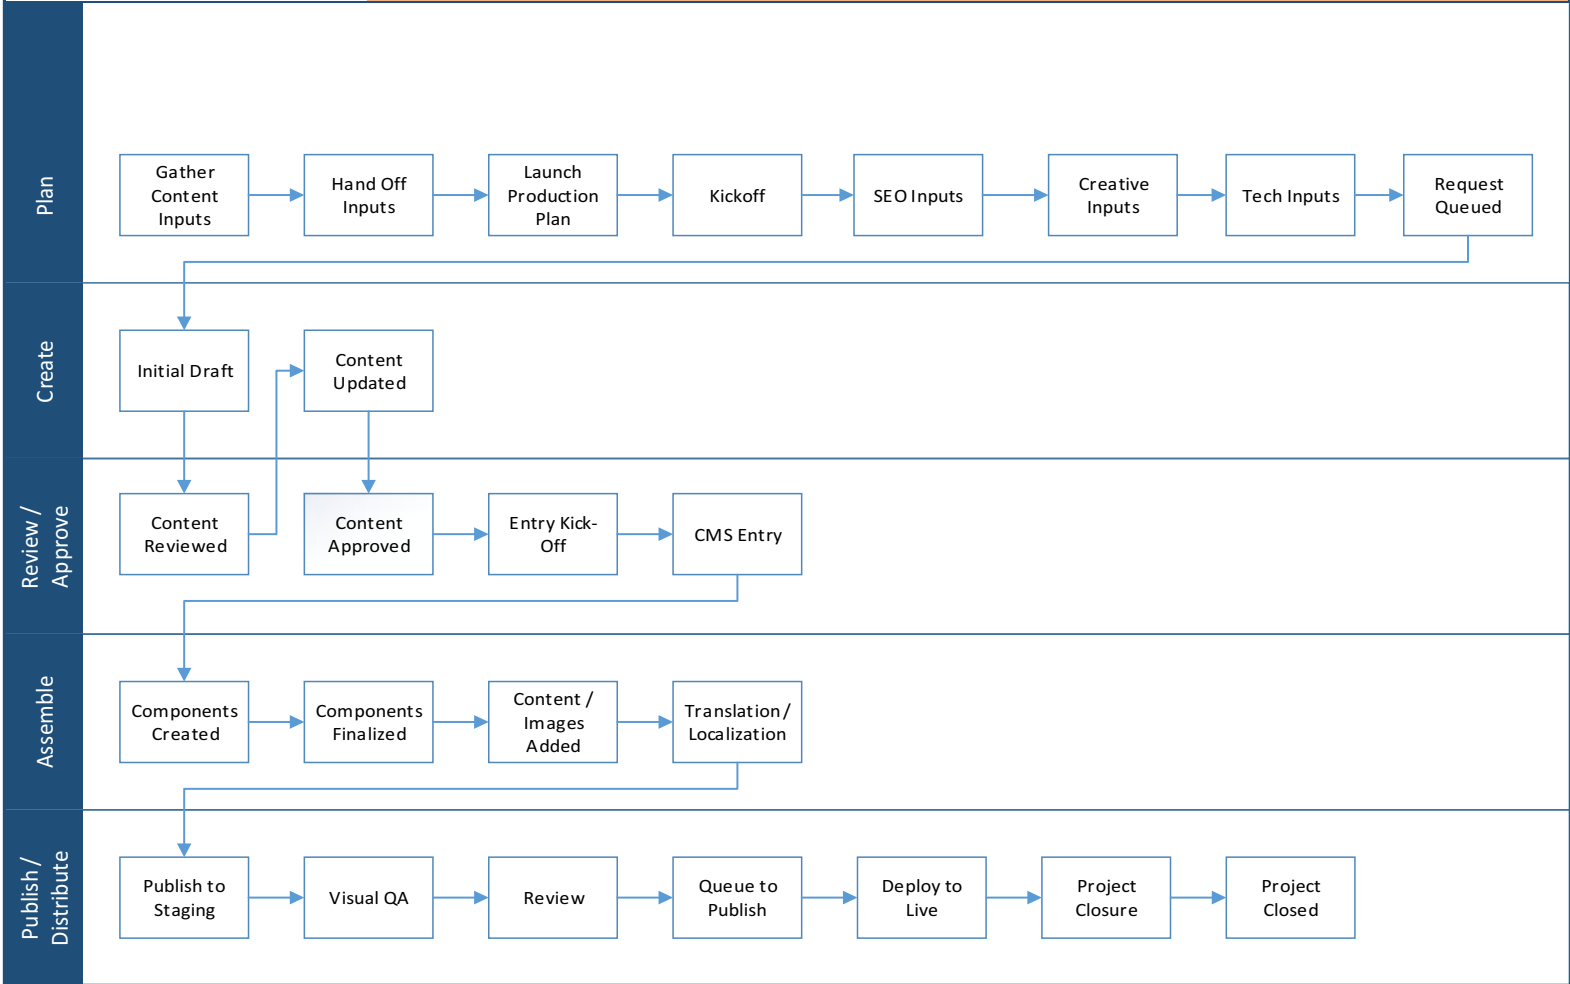 Plan
Gather
Content
Inputs
Hand Off
Inputs
Launch
Production
Plan
Kickoff
SEO Inputs
Creative
Inputs
Tech Inputs
Request
Queued
Create
Initial Draft
Content
Updated
Review /
Approve
Content
Reviewed
Content
Approved
Entry Kick-
Off
CMS Entry
Assemble
Components
Created
Components
Finalized
Content /
Images
Added
Translation /
Localization
Publish /
Distribute
Publish to
Staging
Visual QA
Review
Queue to
Publish
Deploy to
Live
Project
Closure
Project
Closed